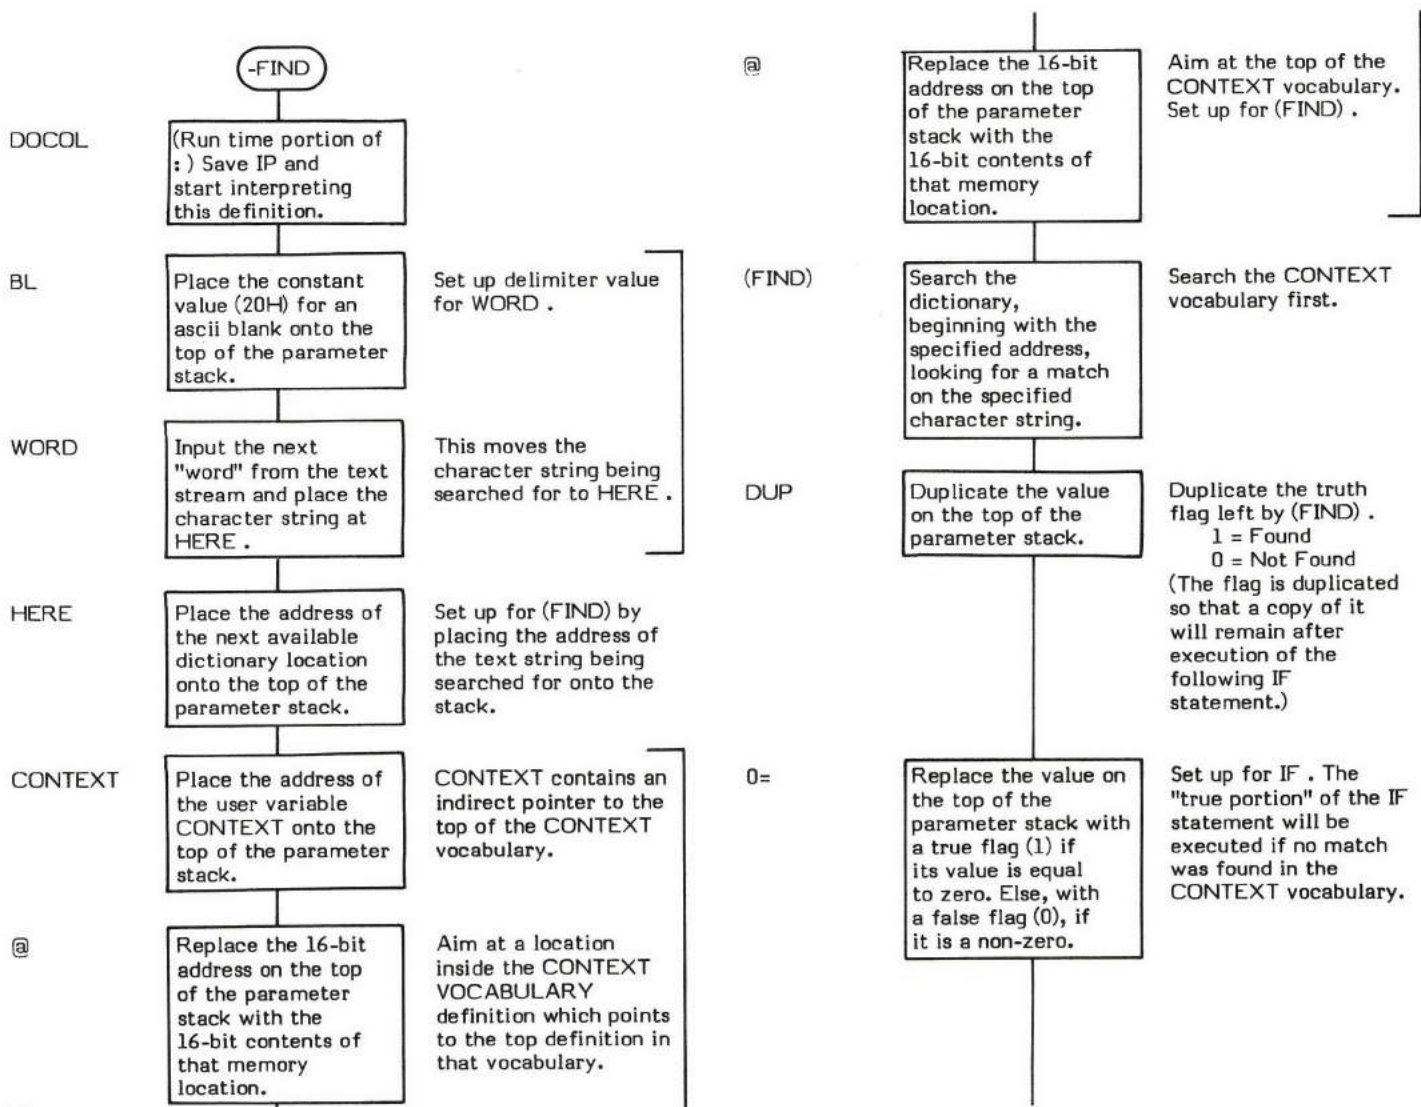 -FIND
DOCOL
(Run time portion of
: ) Save IP and
start interpreting
this definition.
BL
Place the constant
value (20H) for an
ascii blank onto the
top of the parameter
stack.
Set up delimiter value
for WORD .
WORD
Input the next
"word" from the text
stream and place the
character string at
HERE .
This moves the
character string being
searched for to HERE .
HERE
Place the address of
the next available
dictionary location
onto the top of the
parameter stack.
Set up for (FIND) by
placing the address of
the text string being
searched for onto the
stack.
CONTEXT
Place the address of
the user variable
CONTEXT onto the
top of the parameter
stack.
CONTEXT contains an
indirect pointer to the
top of the CONTEXT
vocabulary.
@
Replace the 16-bit
address on the top
of the parameter
stack with the
16-bit contents of
that memory
location.
Aim at a location
inside the CONTEXT
VOCABULARY
definition which points
to the top definition in
that vocabulary.
@
Replace the 16-bit
address on the top
of the parameter
stack with the
16-bit contents of
that memory
location.
Aim at the top of the
CONTEXT vocabulary.
Set up for (FIND) .
(FIND)
Search the
dictionary,
beginning with the
specified address,
looking for a match
on the specified
character string.
Search the CONTEXT
vocabulary first.
DUP
Duplicate the value
on the top of the
parameter stack.
Duplicate the truth
flag left by (FIND) .
1 = Found
0 = Not Found
(The flag is duplicated
so that a copy of it
will remain after
execution of the
following IF
statement.)
0=
Replace the value on
the top of the
parameter stack with
a true flag (1) if
its value is equal
to zero. Else, with
a false flag (0), if
it is a non-zero.
Set up for IF . The
"true portion" of the IF
statement will be
executed if no match
was found in the
CONTEXT vocabulary.